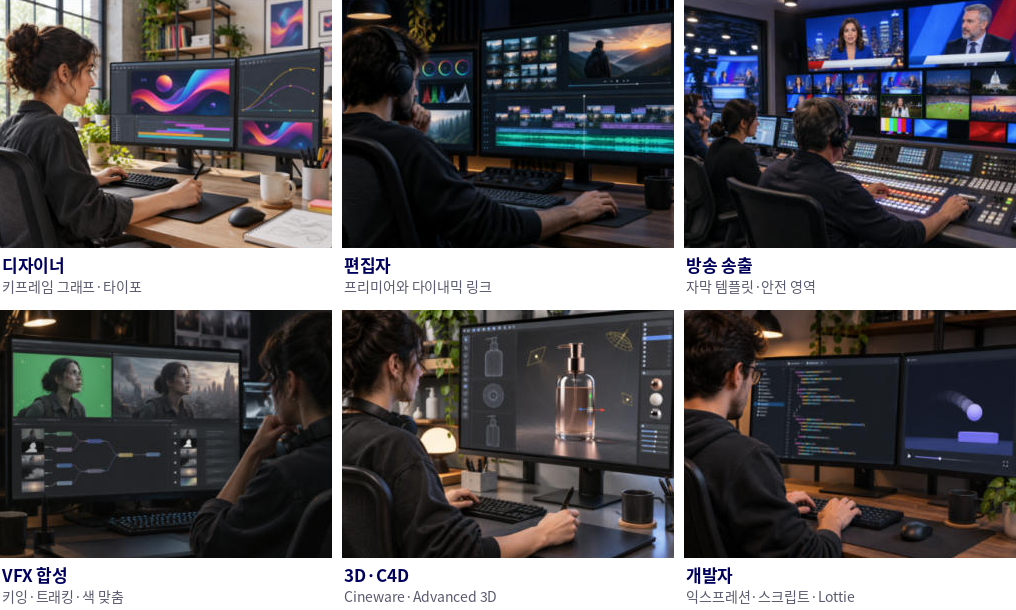 디자이너
키프레임 그래프·타이포
편집자
프리미어와 다이내믹 링크
방송 송출
자막 템플릿·안전 영역
VFX 합성
키잉·트래킹·색 맞춤
3D·C4D
Cineware·Advanced 3D
개발자
익스프레션·스크립트·Lottie